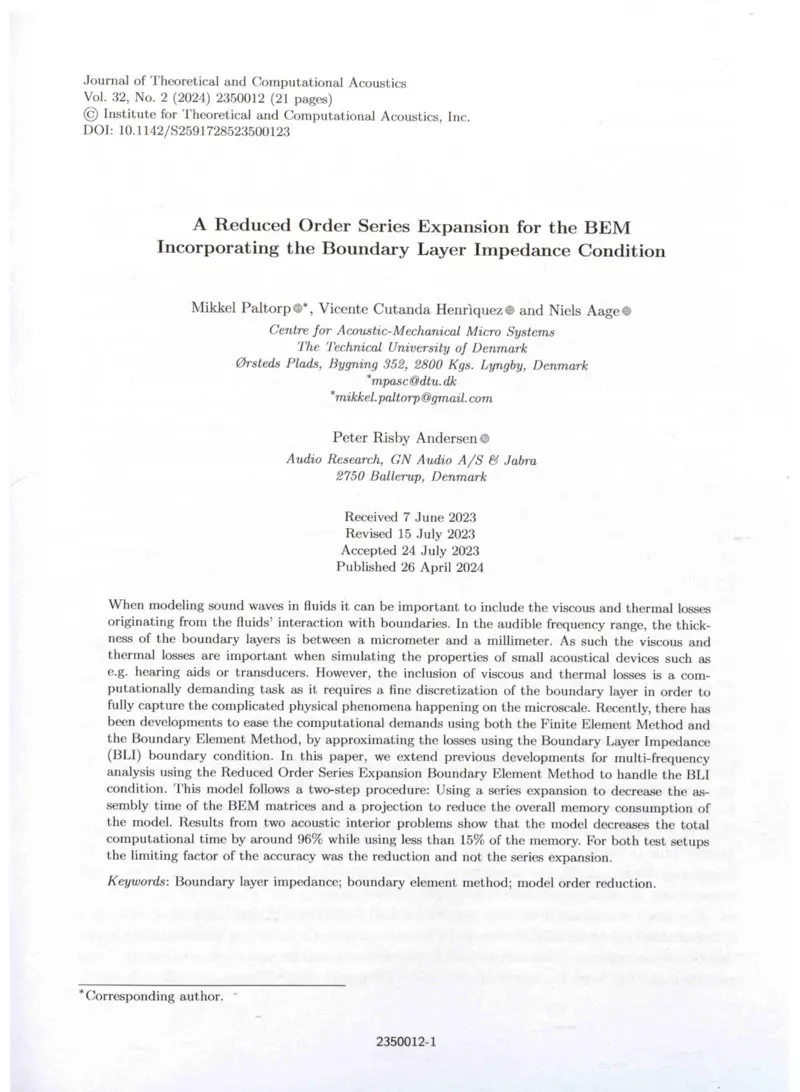 Journal of Theoretical and Computational Acoustics
Vol. 32, No. 2 (2024) 2350012 (21 pages)
© Institute for Theoretical and Computational Acoustics, Inc.
DOI: 10.1142/S2591728523500123
A Reduced Order Series Expansion for the BEM
Incorporating the Boundary Layer Impedance Condition
Mikkel Paltorp*, Vicente Cutanda Henrìquez and Niels Aage
Centre for Acoustic-Mechanical Micro Systems
The Technical University of Denmark
Ørsteds Plads, Bygning 352, 2800 Kgs. Lyngby, Denmark
*mpasc@dtu.dk
*mikkel.paltorp@gmail.com
Peter Risby Andersen
Audio Research, GN Audio A/S & Jabra
2750 Ballerup, Denmark
Received 7 June 2023
Revised 15 July 2023
Accepted 24 July 2023
Published 26 April 2024
When modeling sound waves in fluids it can be important to include the viscous and thermal losses
originating from the fluids' interaction with boundaries. In the audible frequency range, the thick-
ness of the boundary layers is between a micrometer and a millimeter. As such the viscous and
thermal losses are important when simulating the properties of small acoustical devices such as
e.g. hearing aids or transducers. However, the inclusion of viscous and thermal losses is a com-
putationally demanding task as it requires a fine discretization of the boundary layer in order to
fully capture the complicated physical phenomena happening on the microscale. Recently, there has
been developments to ease the computational demands using both the Finite Element Method and
the Boundary Element Method, by approximating the losses using the Boundary Layer Impedance
(BLI) boundary condition. In this paper, we extend previous developments for multi-frequency
analysis using the Reduced Order Series Expansion Boundary Element Method to handle the BLI
condition. This model follows a two-step procedure: Using a series expansion to decrease the as-
sembly time of the BEM matrices and a projection to reduce the overall memory consumption of
the model. Results from two acoustic interior problems show that the model decreases the total
computational time by around 96% while using less than 15% of the memory. For both test setups
the limiting factor of the accuracy was the reduction and not the series expansion.
Keywords: Boundary layer impedance; boundary element method; model order reduction.
*Corresponding author.
2350012-1